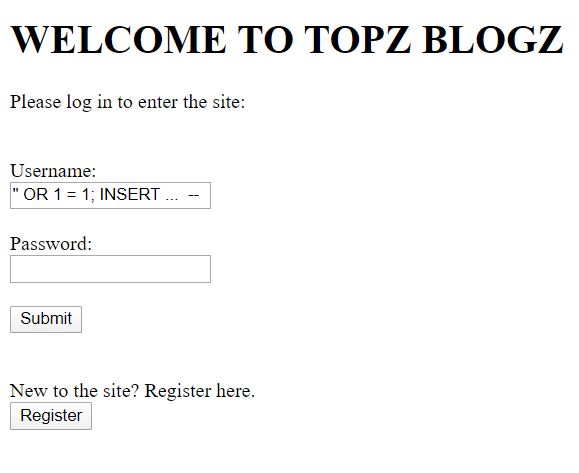 WELCOME TO TOPZ BLOGZ
Please log in to enter the site:
Username:
" OR 1 = 1; INSERT ... --
Password:
Submit
New to the site? Register here.
Register